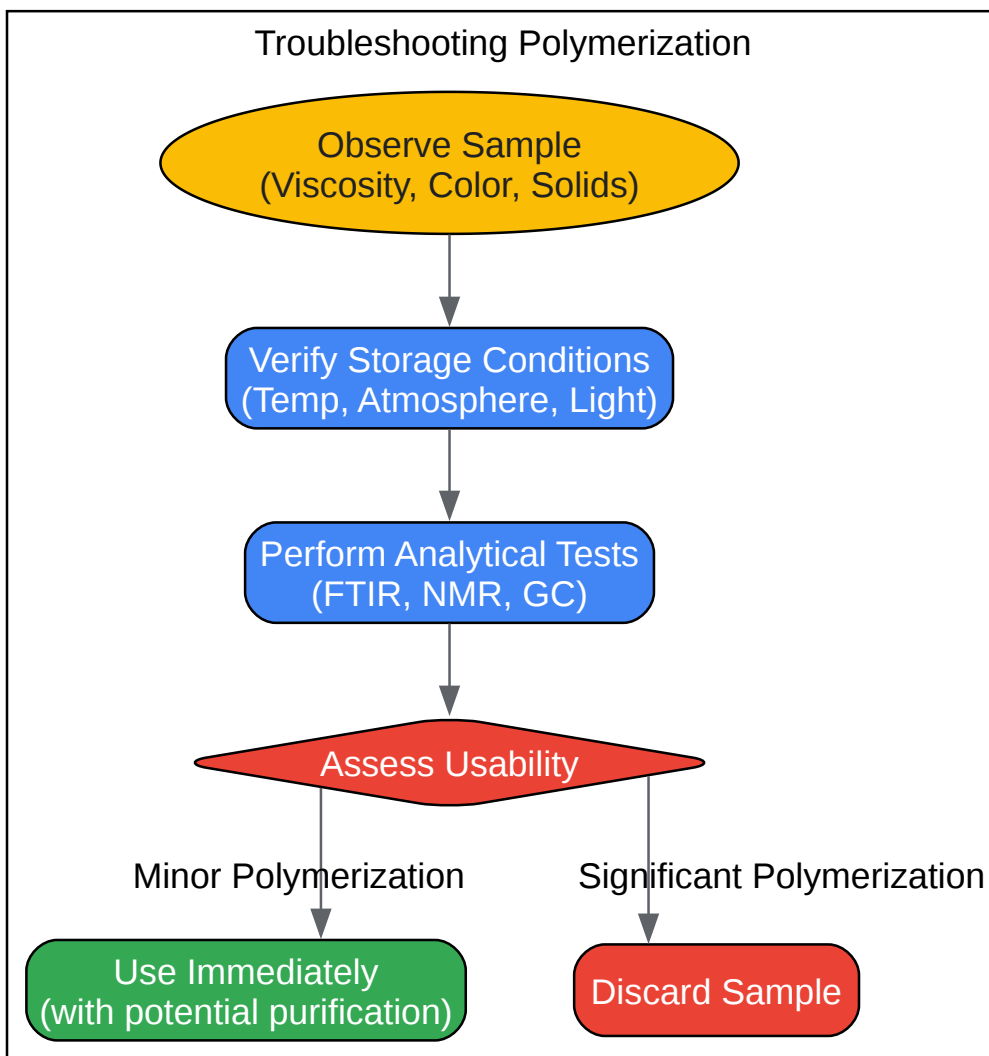 Troubleshooting Polymerization
Observe Sample
(Viscosity, Color, Solids)
Verify Storage Conditions
(Temp, Atmosphere, Light)
Perform Analytical Tests
(FTIR, NMR, GC)
Assess Usability
Minor Polymerization
Significant Polymerization
Use Immediately
(with potential purification)
Discard Sample